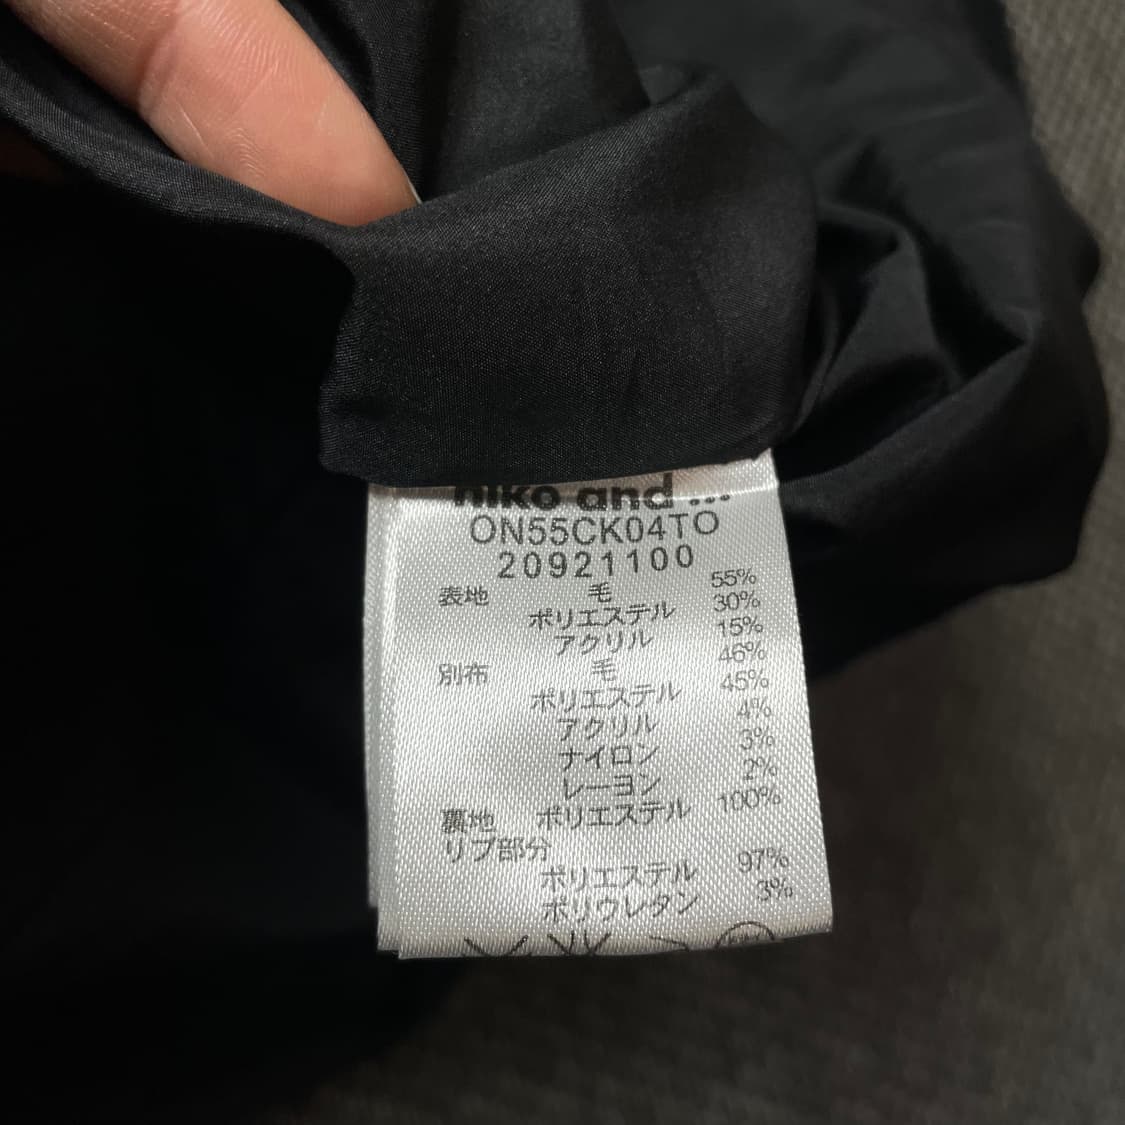 niko and ...
ON55CK04TO
20921100
表地 毛 55%
ポリエステル 30%
アクリル 15%
別布 毛 46%
ポリエステル 45%
アクリル 4%
ナイロン 3%
レーヨン 2%
裏地 ポリエステル 100%
リブ部分
ポリエステル 97%
ポリウレタン 3%